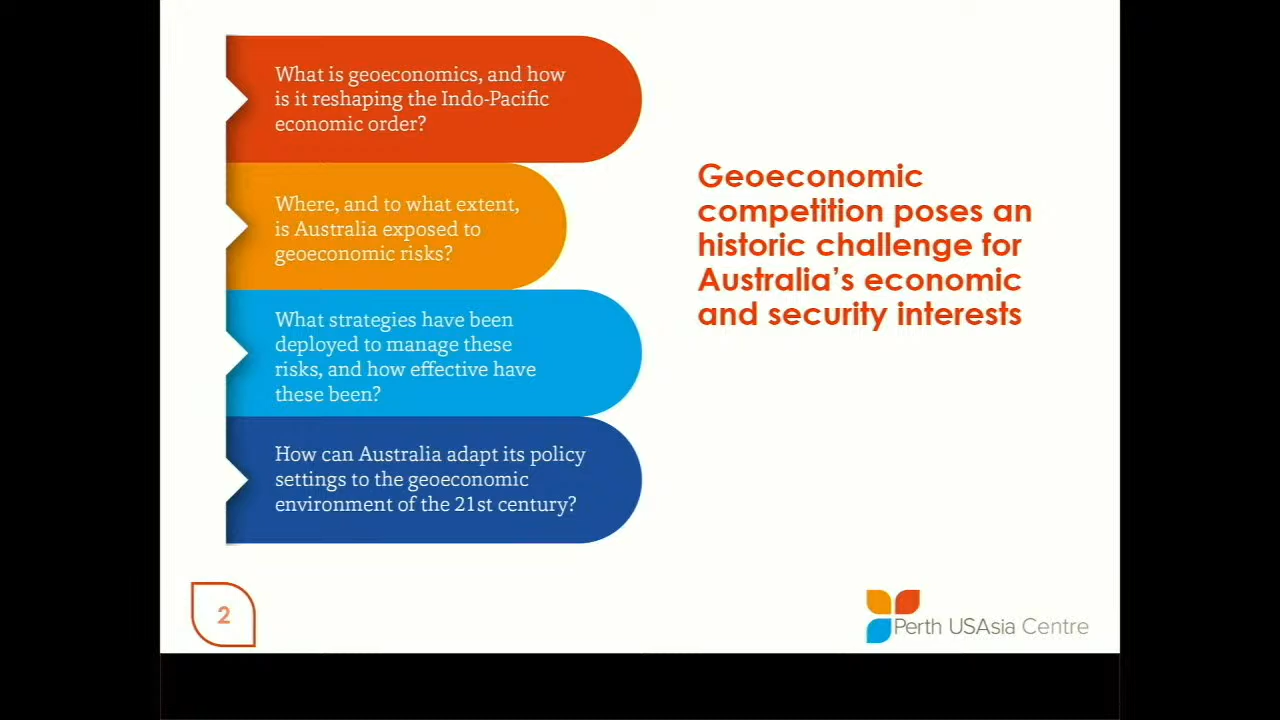 What is geoeconomics, and how
is it reshaping the Indo-Pacific
economic order?
Where, and to what extent,
is Australia exposed to
geoeconomic risks?
What strategies have been
deployed to manage these
risks, and how effective have
these been?
How can Australia adapt its policy
settings to the geoeconomic
environment of the 21st century?
Geoeconomic
competition poses an
historic challenge for
Australia’s economic
and security interests
2
Perth USAsia Centre